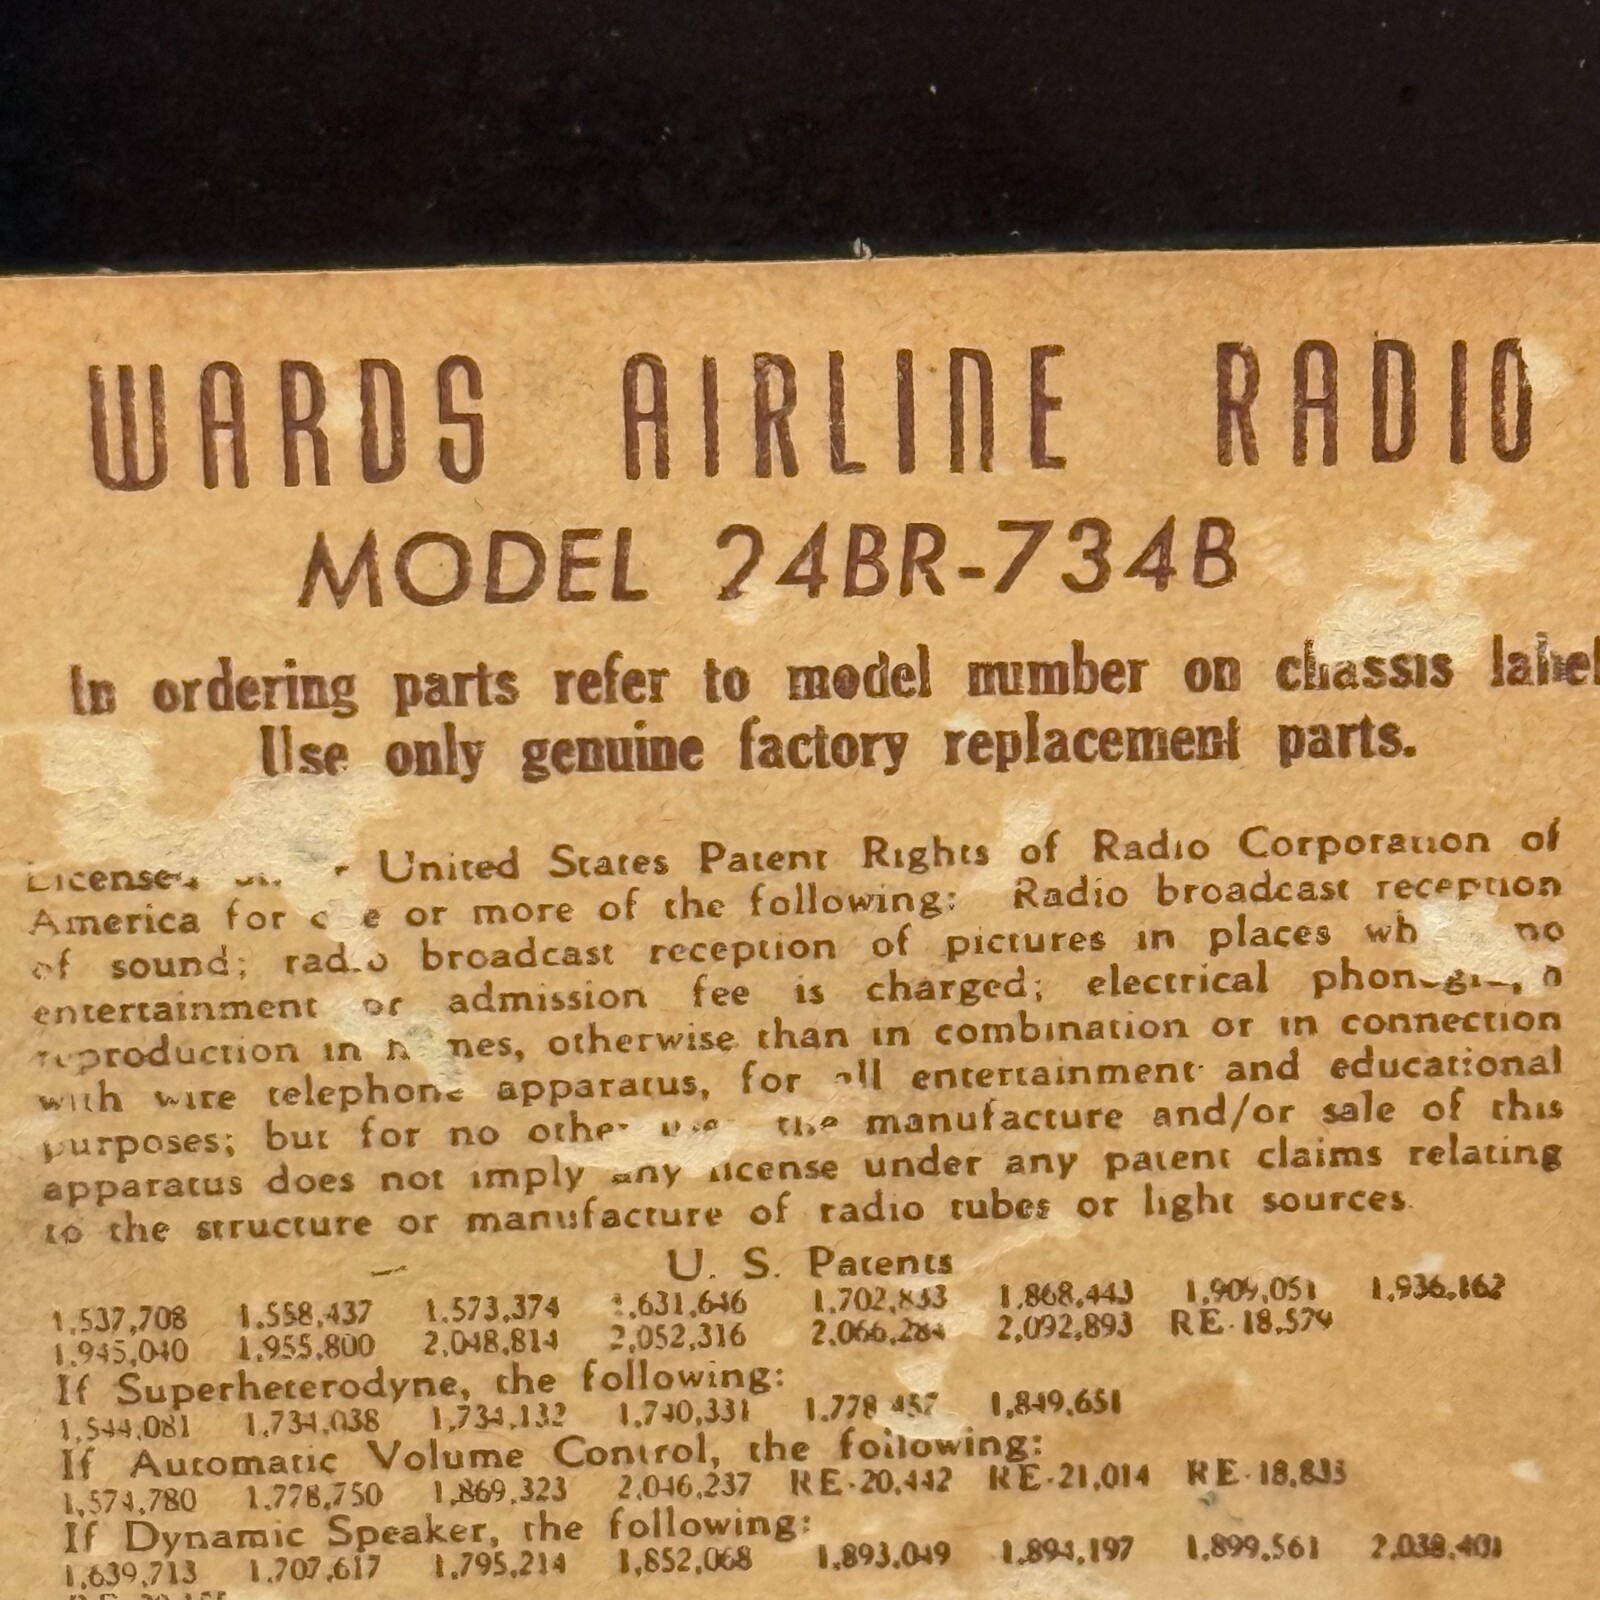 WARDS AIRLINE RADIO
MODEL 24BR-734B
In ordering parts refer to model number on chassis label
Use only genuine factory replacement parts.
United States Patent Rights of Radio Corporation of
America for or more of the following: Radio broadcast reception
of sound; radio broadcast reception of pictures in places no
entertainment or admission fee is charged; electrical
reproduction in otherwise than in combination or in connection
with wire telephone apparatus, for all entertainment and educational
purposes; but for no other the manufacture and/or sale of this
apparatus does not imply any license under any patent claims relating
to the structure or manufacture of radio tubes or light sources.
U. S. Patents
1,537,708 1,558,437 1,573,374 1,631,646 1,702,833 1,868,443 1,909,051 1,936,162
1,945,040 1,955,800 2,048,814 2,052,316 2,066,284 2,092,893 RE-18,579
If Superheterodyne, the following:
1,544,081 1,734,038 1,734,132 1,740,331 1,778,457 1,849,651
If Automatic Volume Control, the following:
1,574,780 1,778,750 1,869,323 2,046,237 RE-20,442 RE-21,014 RE-18,835
If Dynamic Speaker, the following:
1,639,713 1,707,617 1,795,214 1,852,068 1,893,049 1,894,197 1,899,561 2,038,401